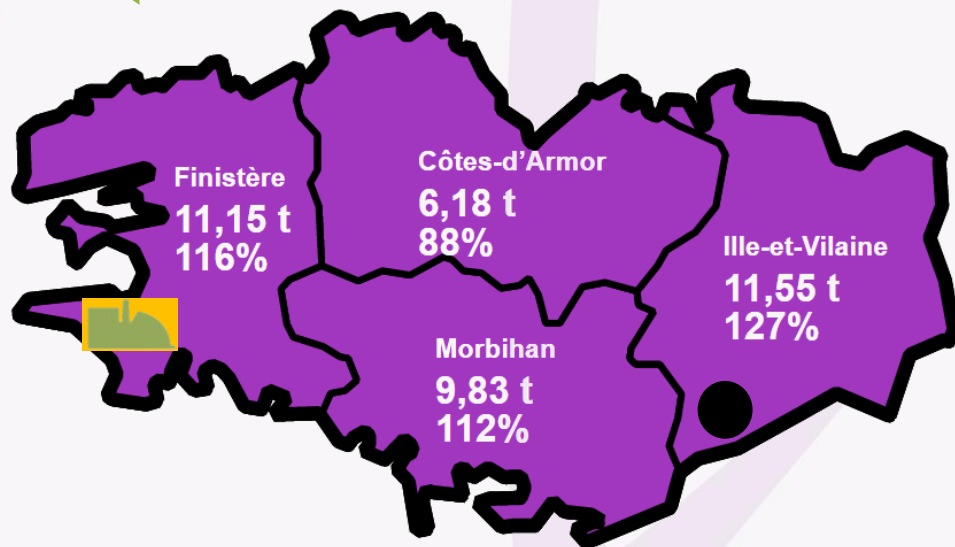 Finistère
11,15 t
116%
Côtes-d'Armor
6,18 t
88%
Ille-et-Vilaine
11,55 t
127%
Morbihan
9,83 t
112%